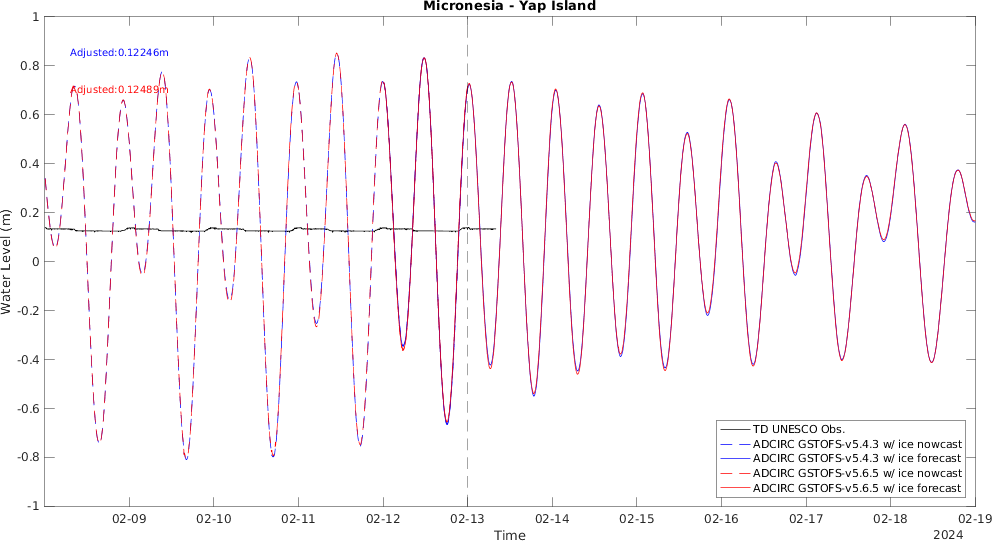 Micronesia - Yap Island
Adjusted:0.12246m
Adjusted:0.12489m
Water Level (m)
1
0.8
0.6
0.4
0.2
0
-0.2
-0.4
-0.6
-0.8
-1
TD UNESCO Obs.
ADCIRC GSTOFS-v5.4.3 w/ ice nowcast
ADCIRC GSTOFS-v5.4.3 w/ ice forecast
ADCIRC GSTOFS-v5.6.5 w/ ice nowcast
ADCIRC GSTOFS-v5.6.5 w/ ice forecast
02-09 02-10 02-11 02-12 02-13 02-14 02-15 02-16 02-17 02-18 02-19
Time
2024